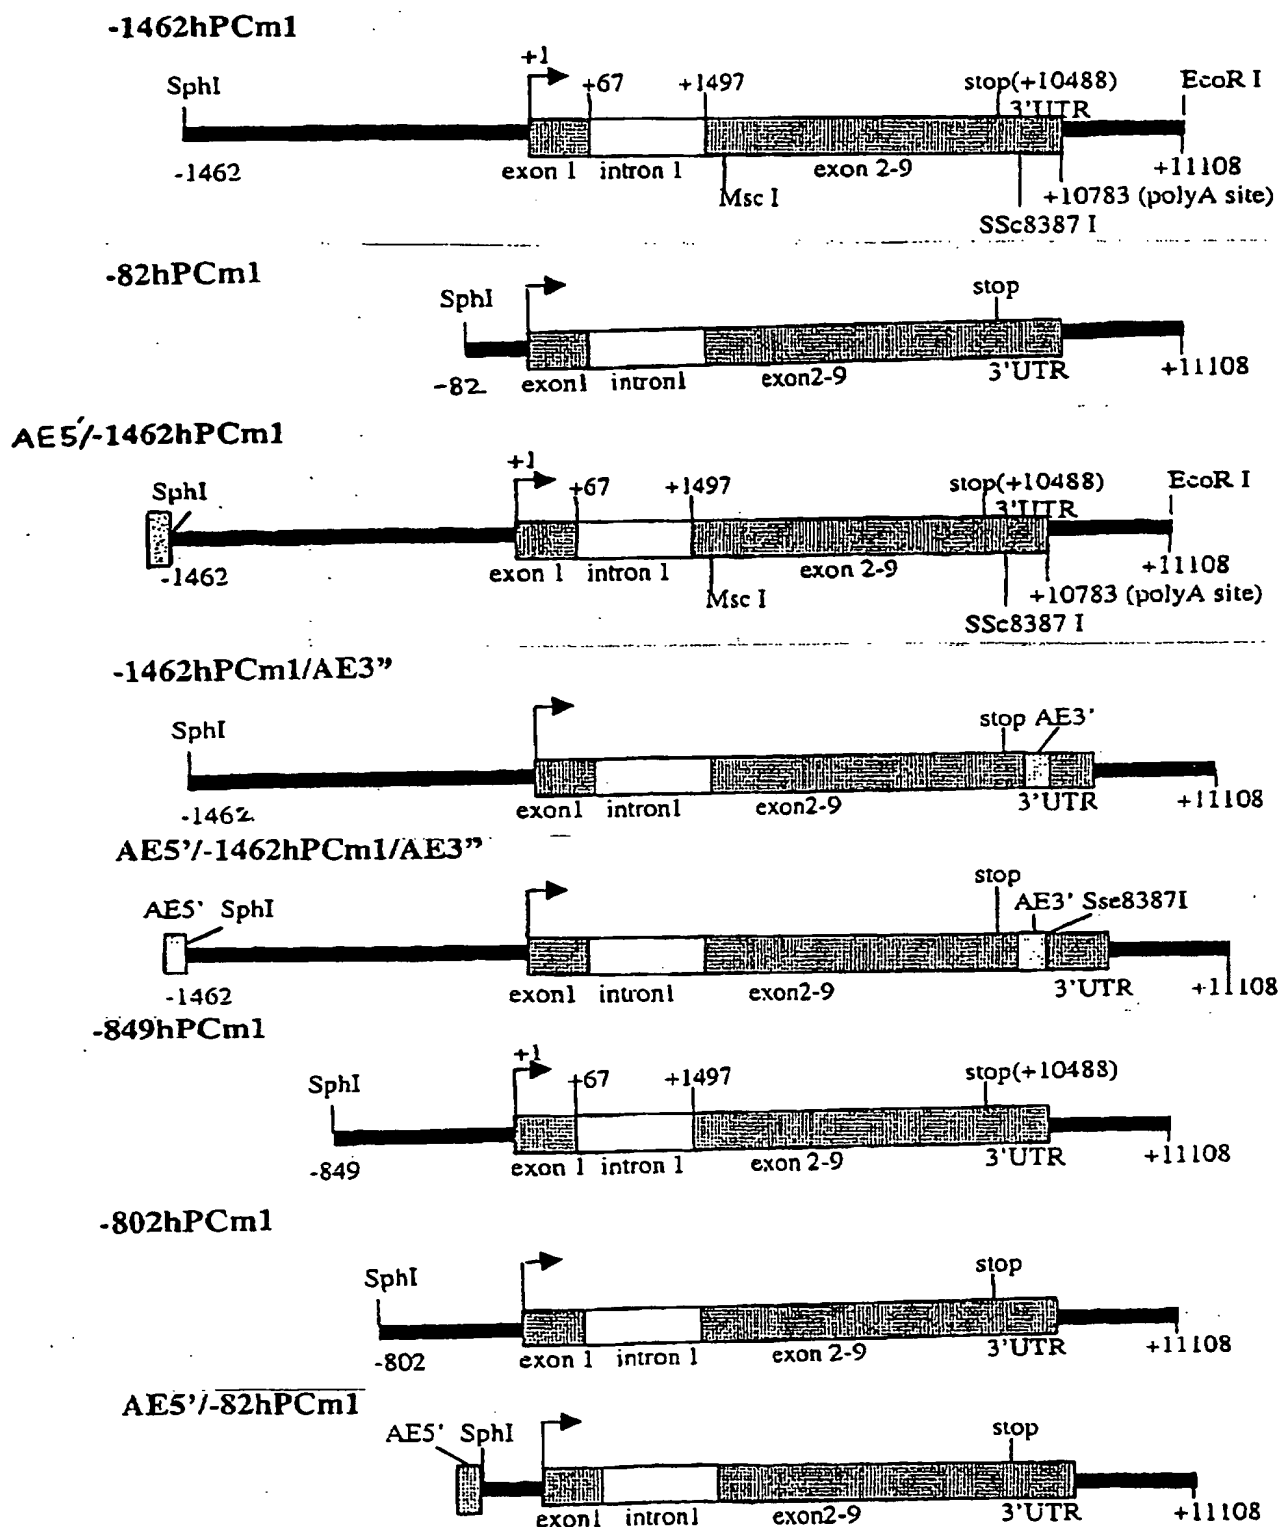 -1462hPCm1
+1
SphI
+67
+1497
stop(+10488)
EcoR I
3'UTR
-1462
exon 1
intron 1
exon 2-9
+11108
Msc I
+10783 (polyA site)
SSc8387 I
-82hPCm1
SphI
stop
-82
exon1
intron1
exon2-9
3'UTR
+11108
AE5'/-1462hPCm1
+1
SphI
+67
+1497
stop(+10488)
EcoR I
3'UTR
-1462
exon 1
intron 1
exon 2-9
+11108
Msc I
+10783 (polyA site)
SSc8387 I
-1462hPCm1/AE3”
SphI
stop AE3'
-1462
exon1
intron1
exon2-9
3'UTR
+11108
AE5’/-1462hPCm1/AE3”
stop
AE5' SphI
AE3' Sse8387I
-1462
exon1
intron1
exon2-9
3'UTR
+11108
-849hPCm1
+1
SphI
+67
+1497
stop(+10488)
-849
exon 1
intron 1
exon 2-9
3'UTR
+11108
-802hPCm1
SphI
stop
-802
exon 1
intron 1
exon 2-9
3'UTR
+11108
AE5’/-82hPCm1
AE5' SphI
stop
exon1
intron1
exon2-9
3'UTR
+11108